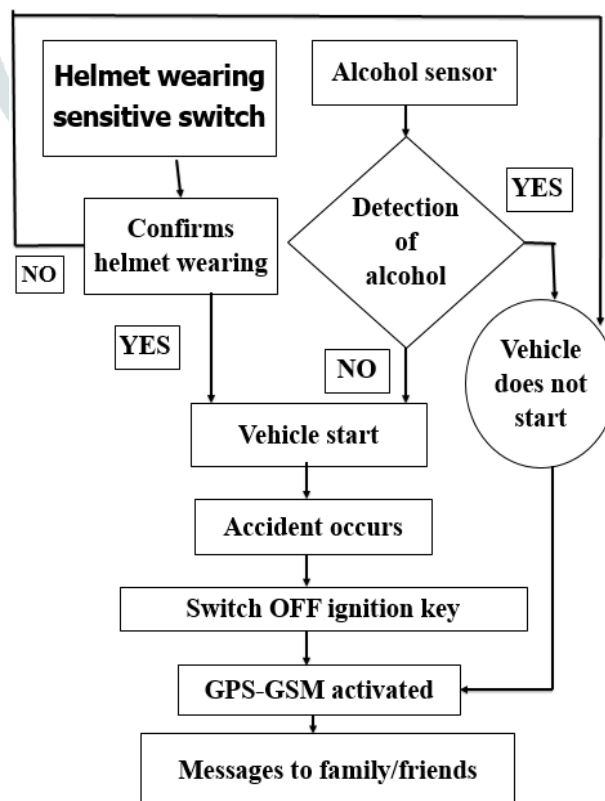 Helmet wearing
sensitive switch
Alcohol sensor
Confirms
helmet wearing
Detection
of
alcohol
YES
NO
YES
NO
Vehicle
does not
start
Vehicle start
Accident occurs
Switch OFF ignition key
GPS-GSM activated
Messages to family/friends